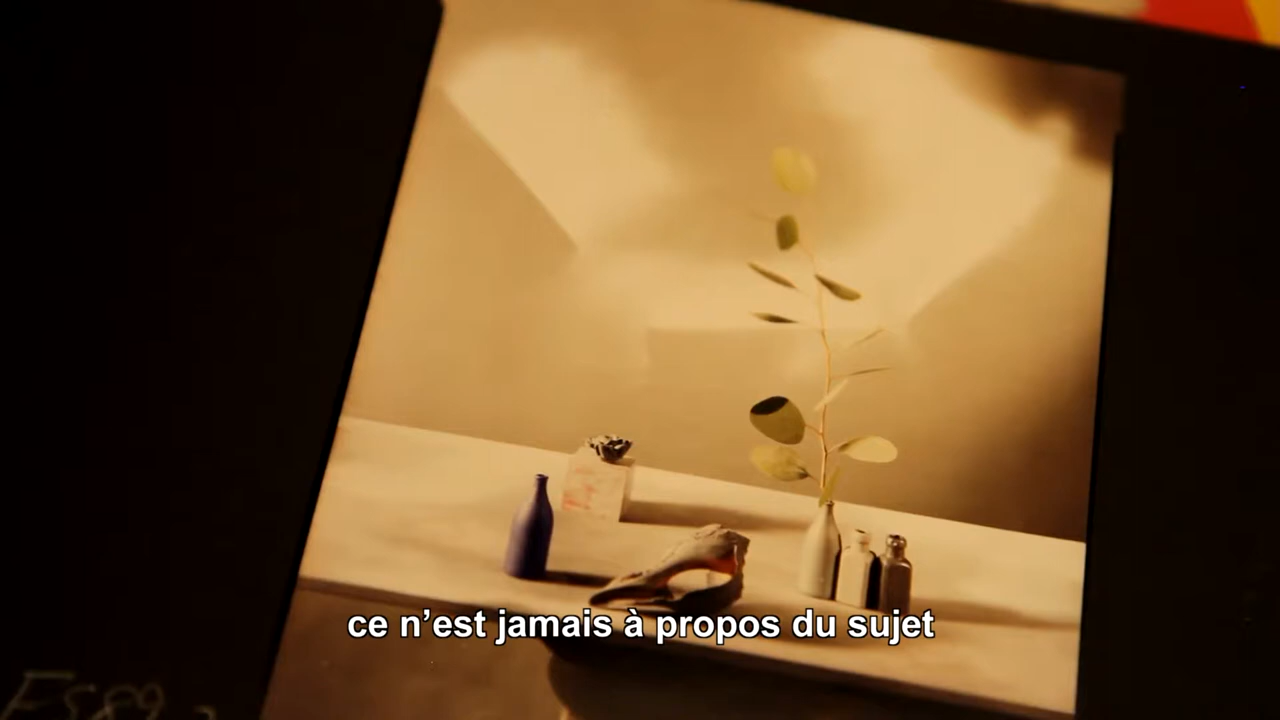 ce n’est jamais à propos du sujet